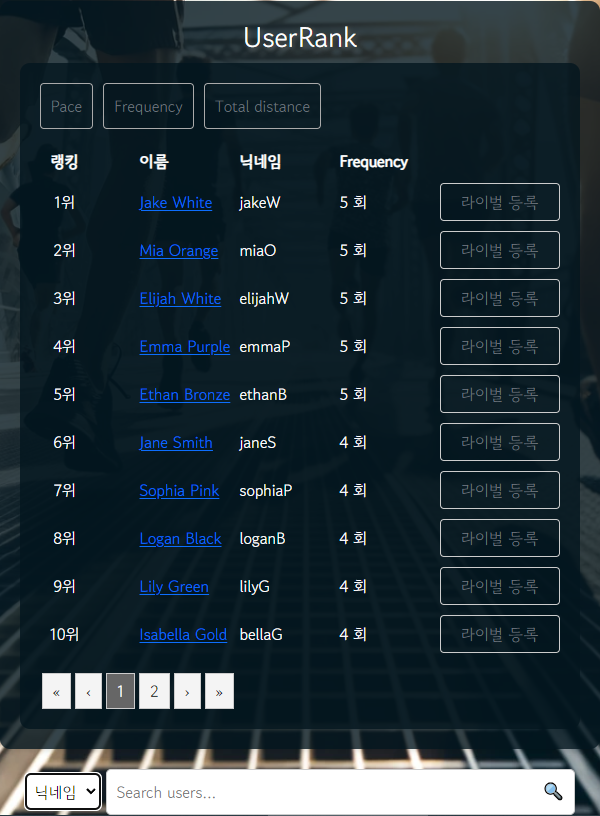 UserRank
Pace Frequency Total distance
랭킹 이름 닉네임 Frequency
1위 Jake White jakeW 5 회 라이벌 등록
2위 Mia Orange miaO 5 회 라이벌 등록
3위 Elijah White elijahW 5 회 라이벌 등록
4위 Emma Purple emmaP 5 회 라이벌 등록
5위 Ethan Bronze ethanB 5 회 라이벌 등록
6위 Jane Smith janeS 4 회 라이벌 등록
7위 Sophia Pink sophiaP 4 회 라이벌 등록
8위 Logan Black loganB 4 회 라이벌 등록
9위 Lily Green lilyG 4 회 라이벌 등록
10위 Isabella Gold bellaG 4 회 라이벌 등록
« ‹ 1 2 › »
닉네임 Search users...